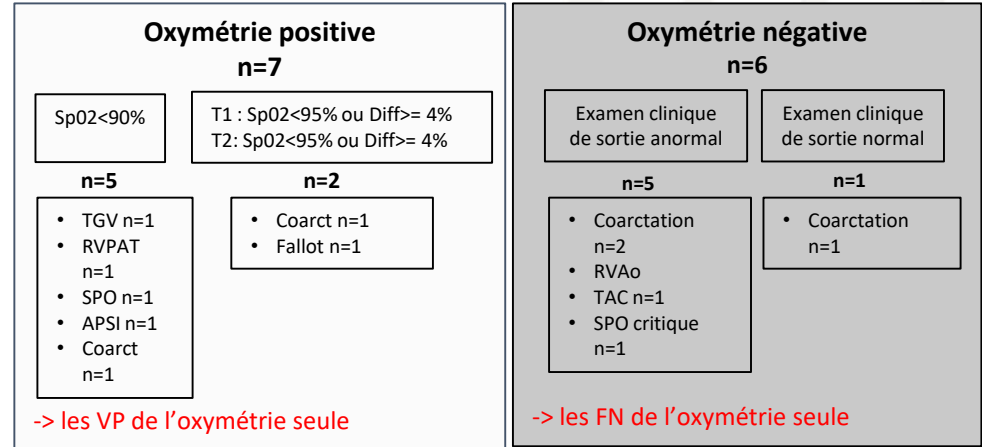 Oxymétrie positive
n=7
Sp02<90%
T1 : Sp02<95% ou Diff>= 4%
T2: Sp02<95% ou Diff>= 4%
n=5
n=2
• TGV n=1
• RVPAT
n=1
• SPO n=1
• APSI n=1
• Coarct
n=1
• Coarct n=1
• Fallot n=1
-> les VP de l’oxymétrie seule
Oxymétrie négative
n=6
Examen clinique
de sortie anormal
Examen clinique
de sortie normal
n=5
n=1
• Coarctation
n=2
• RVAo
• TAC n=1
• SPO critique
n=1
• Coarctation
n=1
-> les FN de l’oxymétrie seule